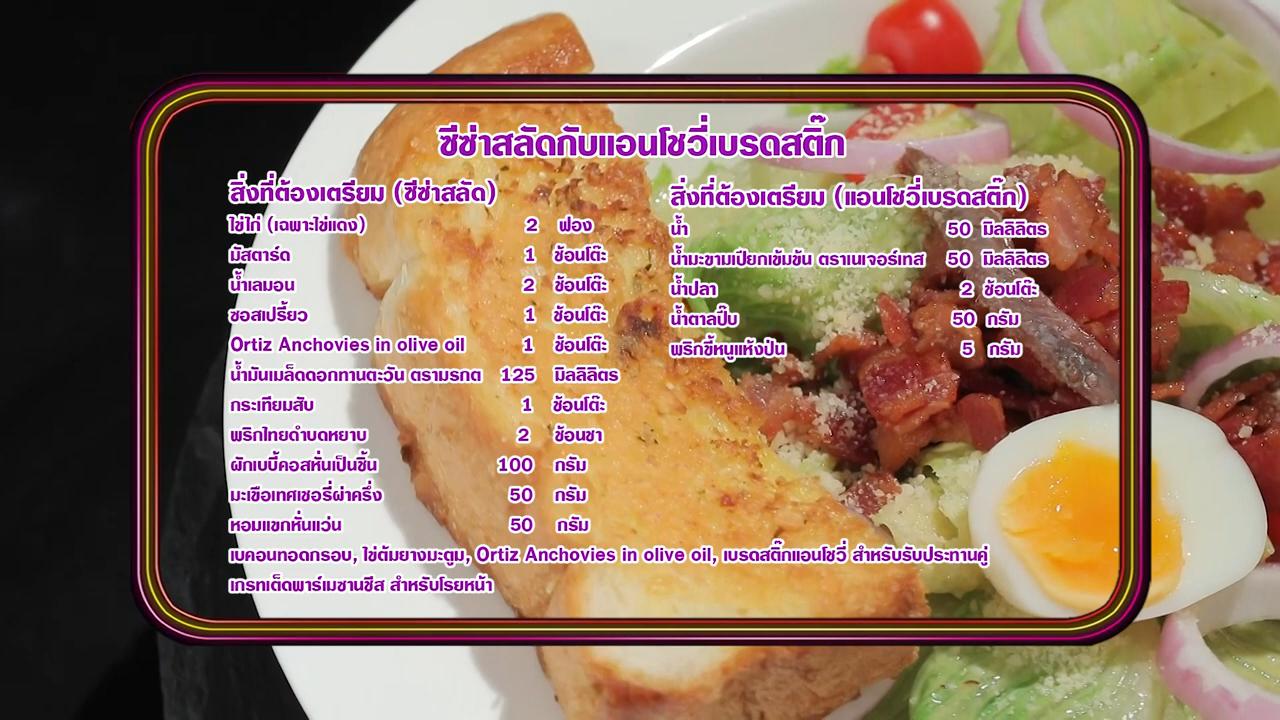 ซีซ่าสลัดกับแอนโชวี่เบรดสติ๊ก
สิ่งที่ต้องเตรียม (ซีซ่าสลัด)
ไข่ไก่ (เฉพาะไข่แดง) 2 ฟอง
มัสตาร์ด 1 ช้อนโต๊ะ
น้ำเลมอน 2 ช้อนโต๊ะ
ซอสเปรี้ยว 1 ช้อนโต๊ะ
Ortiz Anchovies in olive oil 1 ช้อนโต๊ะ
น้ำมันเมล็ดดอกทานตะวัน ตรามรกต 125 มิลลิลิตร
กระเทียมสับ 1 ช้อนโต๊ะ
พริกไทยดำบดหยาบ 2 ช้อนชา
ผักเบบี้คอสหั่นเป็นชิ้น 100 กรัม
มะเขือเทศเชอรี่ผ่าครึ่ง 50 กรัม
หอมแขกหั่นแว่น 50 กรัม
เบคอนทอดกรอบ, ไข่ต้มยางมะตูม, Ortiz Anchovies in olive oil, เบรดสติ๊กแอนโชวี่ สำหรับรับประทานคู่
เกรทเต็ดพาร์เมซานชีส สำหรับโรยหน้า
สิ่งที่ต้องเตรียม (แอนโชวี่เบรดสติ๊ก)
น้ำ 50 มิลลิลิตร
น้ำมะขามเปียกเข้มข้น ตราเนเจอร์เทส 50 มิลลิลิตร
น้ำปลา 2 ช้อนโต๊ะ
น้ำตาลปี๊บ 50 กรัม
พริกขี้หนูแห้งป่น 5 กรัม